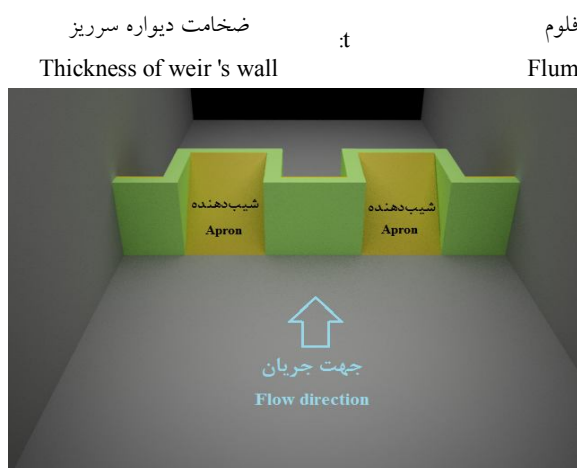 فلوم :t ضخامت دیواره سرریز
Thickness of weir 's wall Flum
شیب‌دهنده
Apron
شیب‌دهنده
Apron
جهت جریان
Flow direction